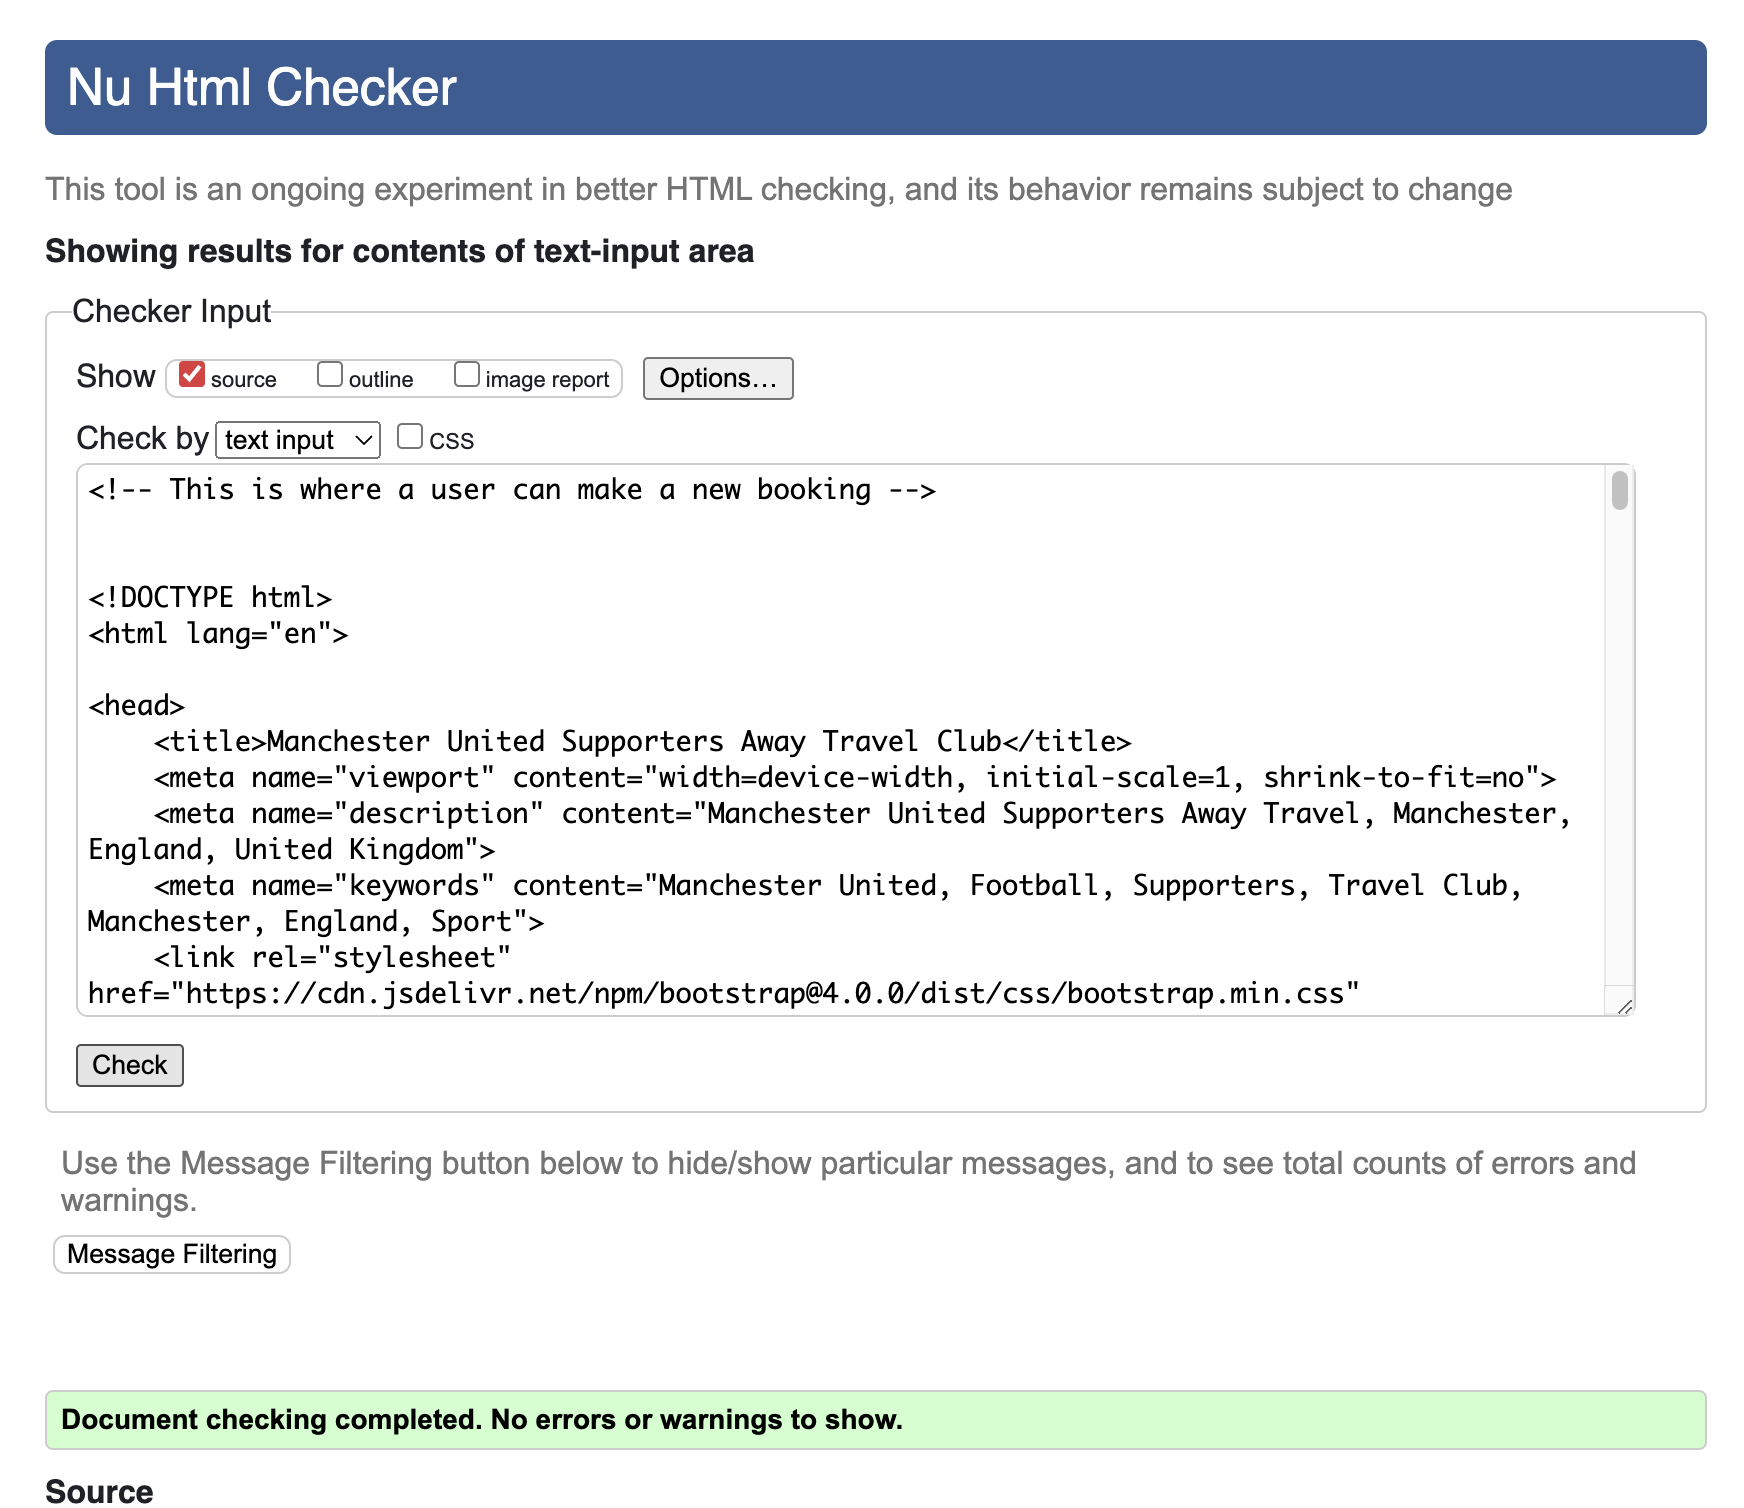 Nu Html Checker
This tool is an ongoing experiment in better HTML checking, and its behavior remains subject to change
Showing results for contents of text-input area
Checker Input
Show source outline image report Options...
Check by text input css
<!-- This is where a user can make a new booking -->
<!DOCTYPE html>
<html lang="en">
<head>
    <title>Manchester United Supporters Away Travel Club</title>
    <meta name="viewport" content="width=device-width, initial-scale=1, shrink-to-fit=no">
    <meta name="description" content="Manchester United Supporters Away Travel, Manchester,
England, United Kingdom">
    <meta name="keywords" content="Manchester United, Football, Supporters, Travel Club,
Manchester, England, Sport">
    <link rel="stylesheet"
href="https://cdn.jsdelivr.net/npm/bootstrap@4.0.0/dist/css/bootstrap.min.css"
Check
Use the Message Filtering button below to hide/show particular messages, and to see total counts of errors and
warnings.
Message Filtering
Document checking completed. No errors or warnings to show.
Source